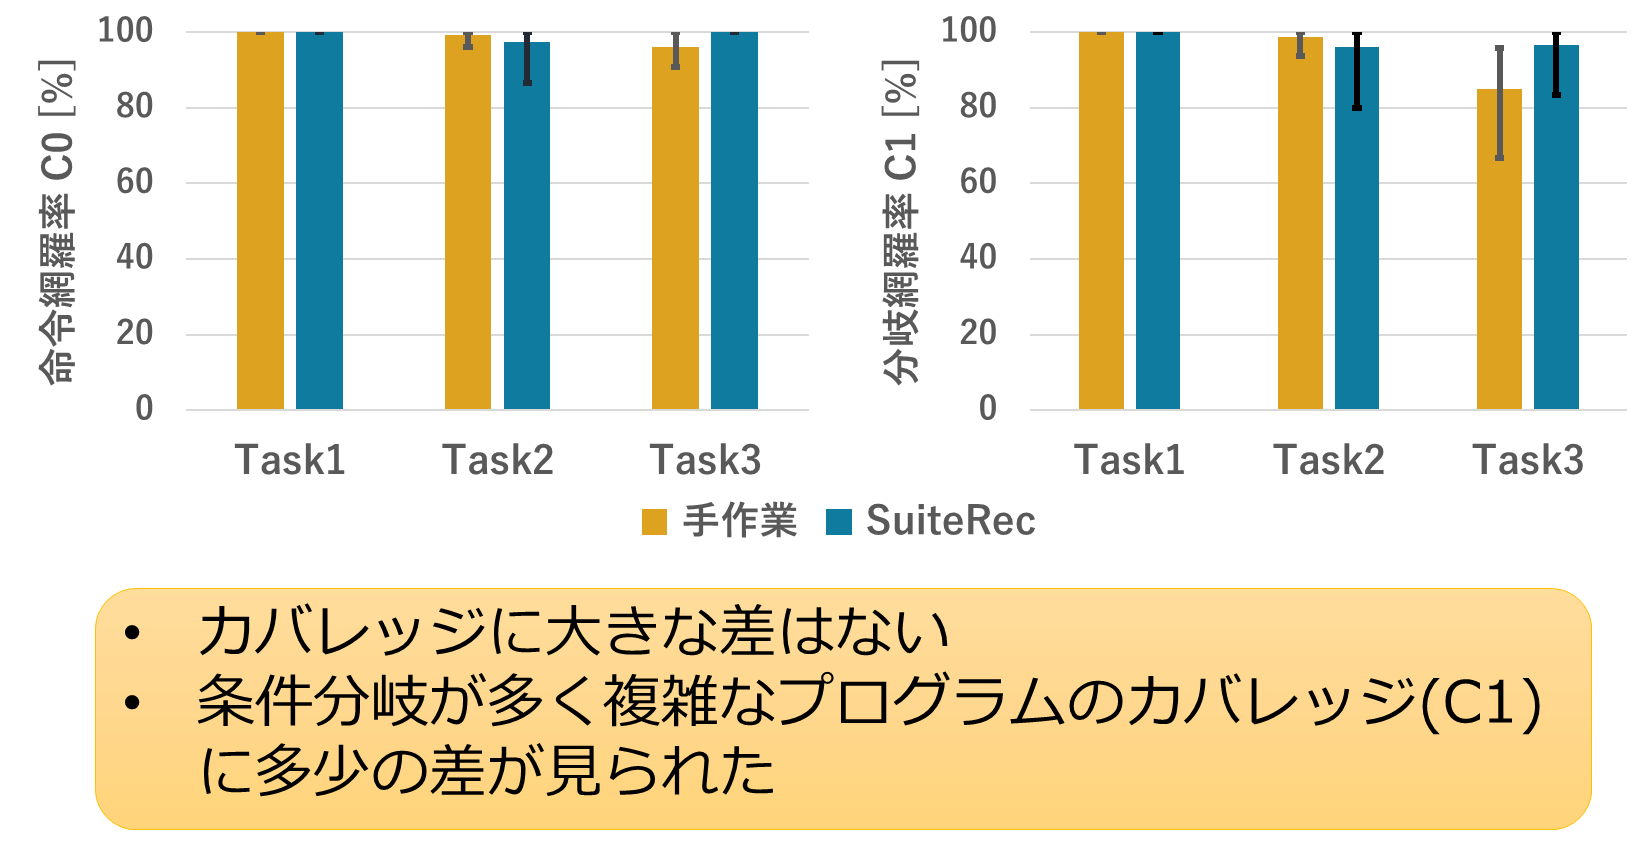 命令網羅率 C0 [%]
100
80
60
40
20
0
Task1 Task2 Task3
分岐網羅率 C1 [%]
100
80
60
40
20
0
Task1 Task2 Task3
手作業 SuiteRec
• カバレッジに大きな差はない
• 条件分岐が多く複雑なプログラムのカバレッジ(C1)
に多少の差が見られた